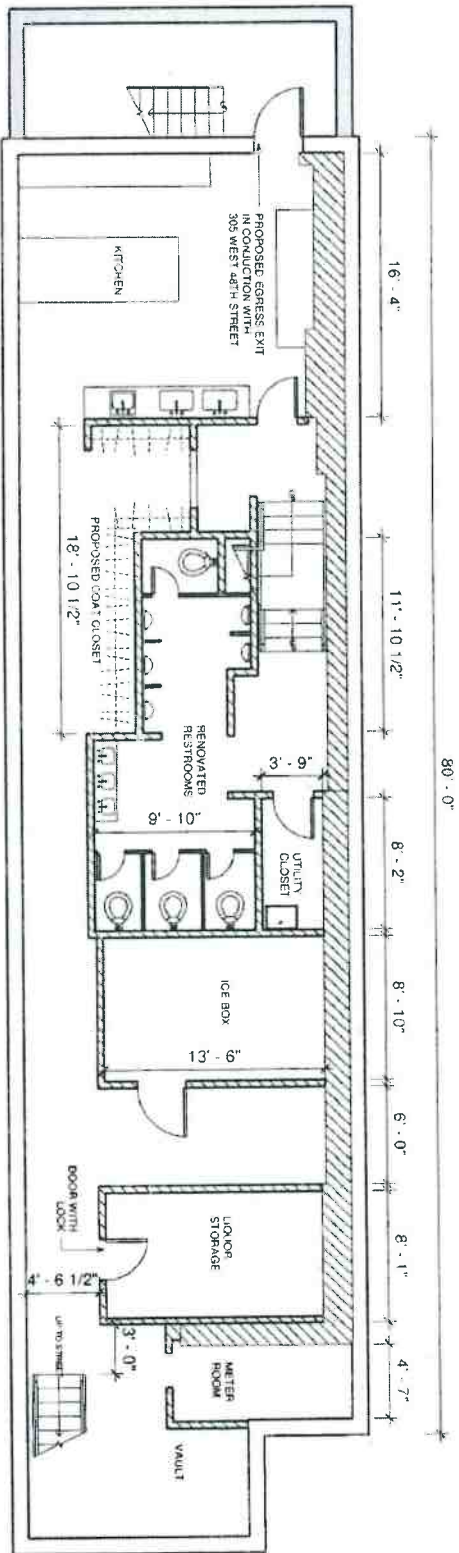 80' - 0"
16' - 4"
11' - 10 1/2"
8' - 2"
8' - 10"
6' - 0"
8' - 1"
4' - 7"
PROPOSED EGRESS EXIT
IN CONJUCTION WITH
305 WEST 48TH STREET
KITCHEN
18' - 10 1/2"
PROPOSED COAT CLOSET
3' - 9"
UTILITY
CLOSET
RENOVATED
RESTROOMS
9' - 10"
ICE BOX
13' - 6"
LIQUOR
STORAGE
DOOR WITH
LOCK
4' - 6 1/2"
3' - 0"
METER
ROOM
UP TO STREET
VAULT